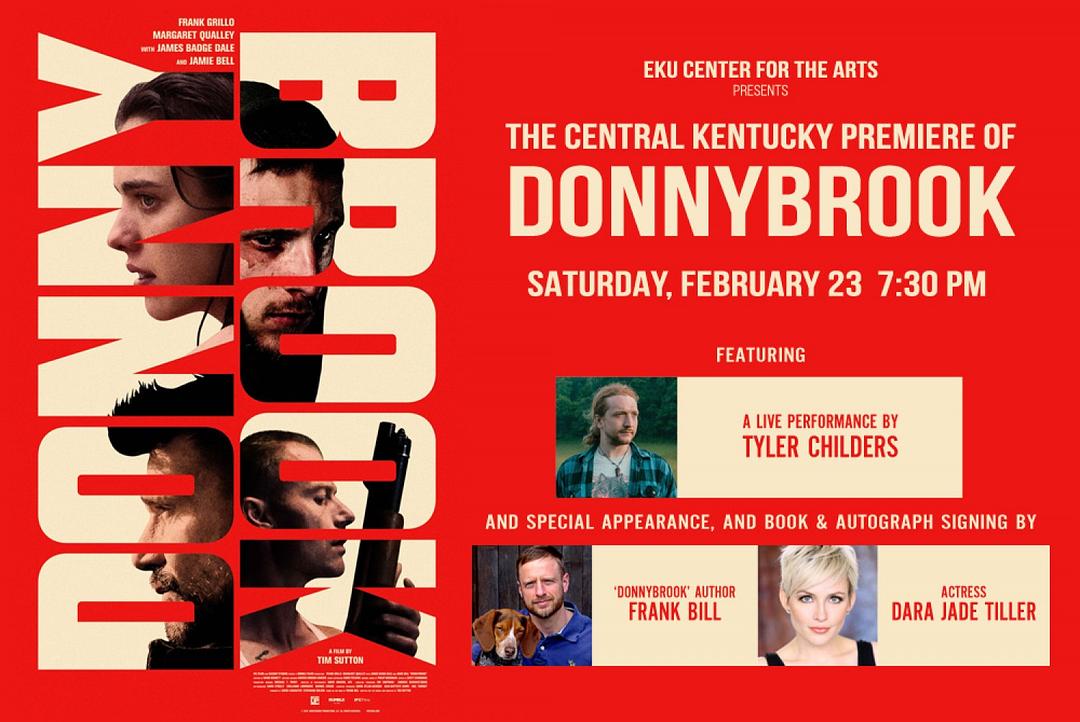 FRANK GRILLO
MARGARET QUALLEY
WITH JAMES BADGE DALE
AND JAMIE BELL
DONNY
BROOK
A FILM BY
TIM SUTTON
EKU CENTER FOR THE ARTS
PRESENTS
THE CENTRAL KENTUCKY PREMIERE OF
DONNYBROOK
SATURDAY, FEBRUARY 23 7:30 PM
FEATURING
A LIVE PERFORMANCE BY
TYLER CHILDERS
AND SPECIAL APPEARANCE, AND BOOK & AUTOGRAPH SIGNING BY
'DONNYBROOK' AUTHOR
FRANK BILL
ACTRESS
DARA JADE TILLER